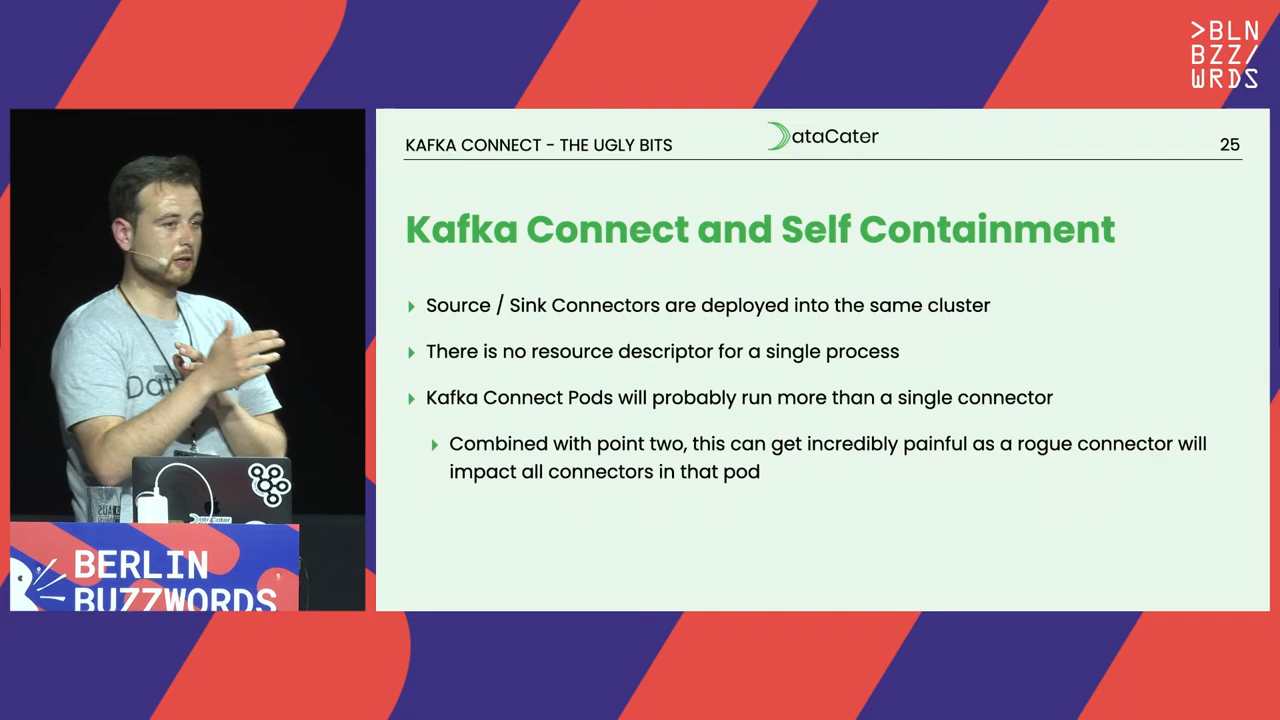 >BLN
BZZ/
WRDS
KAFKA CONNECT - THE UGLY BITS
DataCater
25
Kafka Connect and Self Containment
Source / Sink Connectors are deployed into the same cluster
There is no resource descriptor for a single process
Kafka Connect Pods will probably run more than a single connector
Combined with point two, this can get incredibly painful as a rogue connector will
impact all connectors in that pod
Dat
DataCater
BERLIN
BUZZWORDS